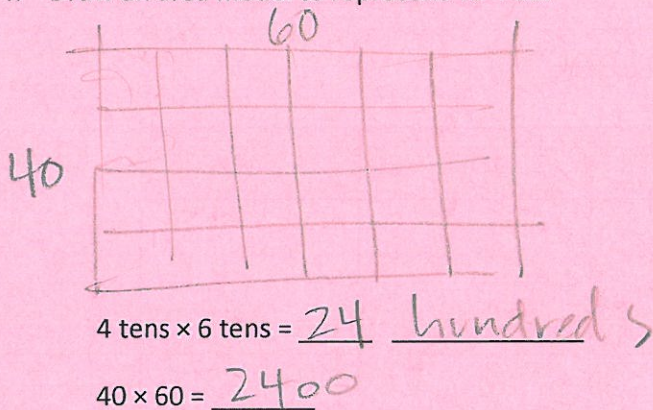 60
40
4 tens × 6 tens = 24 hundreds
40 × 60 = 2400